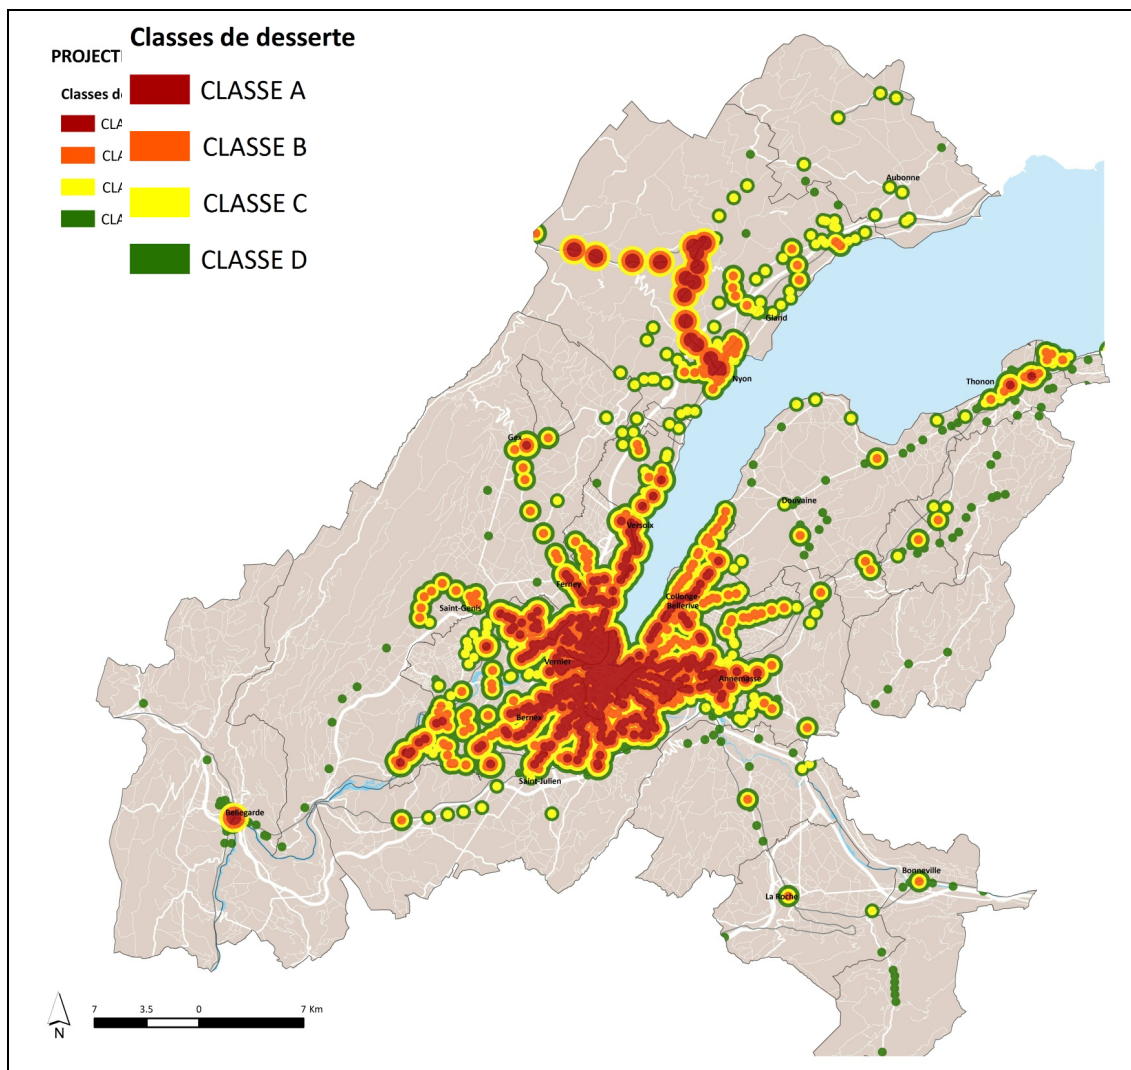 Classes de desserte
PROJECTI
Classes de
CLASSE A
CLA
CLASSE B
CLA
CLASSE C
CLA
CLASSE D
CLA
Aubonne
Gland
Nyon
Thonon
Gex
Douvaine
Versoix
Ferney
Collonge-
Bellerive
Saint-Genis
Vernier
Annemasse
Bernex
Saint-Julien
Bellegarde
Bonneville
La Roche
7 3.5 0 7 Km
N